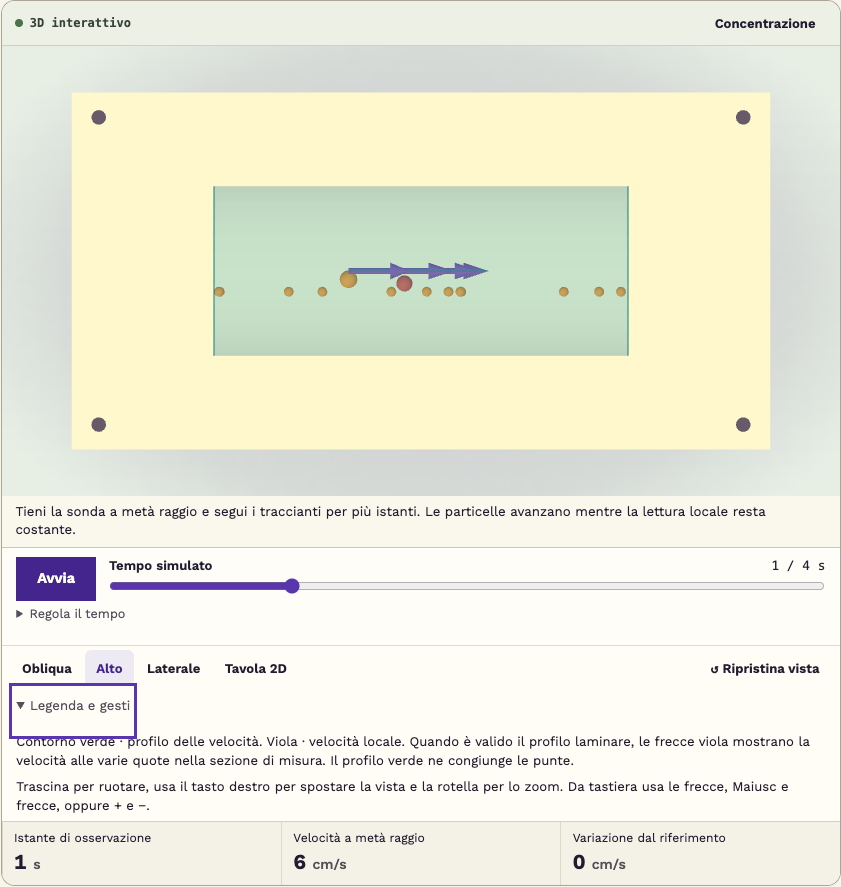 3D interattivo
Concentrazione
Tieni la sonda a metà raggio e segui i traccianti per più istanti. Le particelle avanzano mentre la lettura locale resta
costante.
Avvia
Tempo simulato
1 / 4 s
▶ Regola il tempo
Obliqua
Alto
Laterale
Tavola 2D
↺ Ripristina vista
▼ Legenda e gesti
Contorno verde · profilo delle velocità. Viola · velocità locale. Quando è valido il profilo laminare, le frecce viola mostrano la
velocità alle varie quote nella sezione di misura. Il profilo verde ne congiunge le punte.
Trascina per ruotare, usa il tasto destro per spostare la vista e la rotella per lo zoom. Da tastiera usa le frecce, Maiusc e
frecce, oppure + e −.
Istante di osservazione
1 s
Velocità a metà raggio
6 cm/s
Variazione dal riferimento
0 cm/s